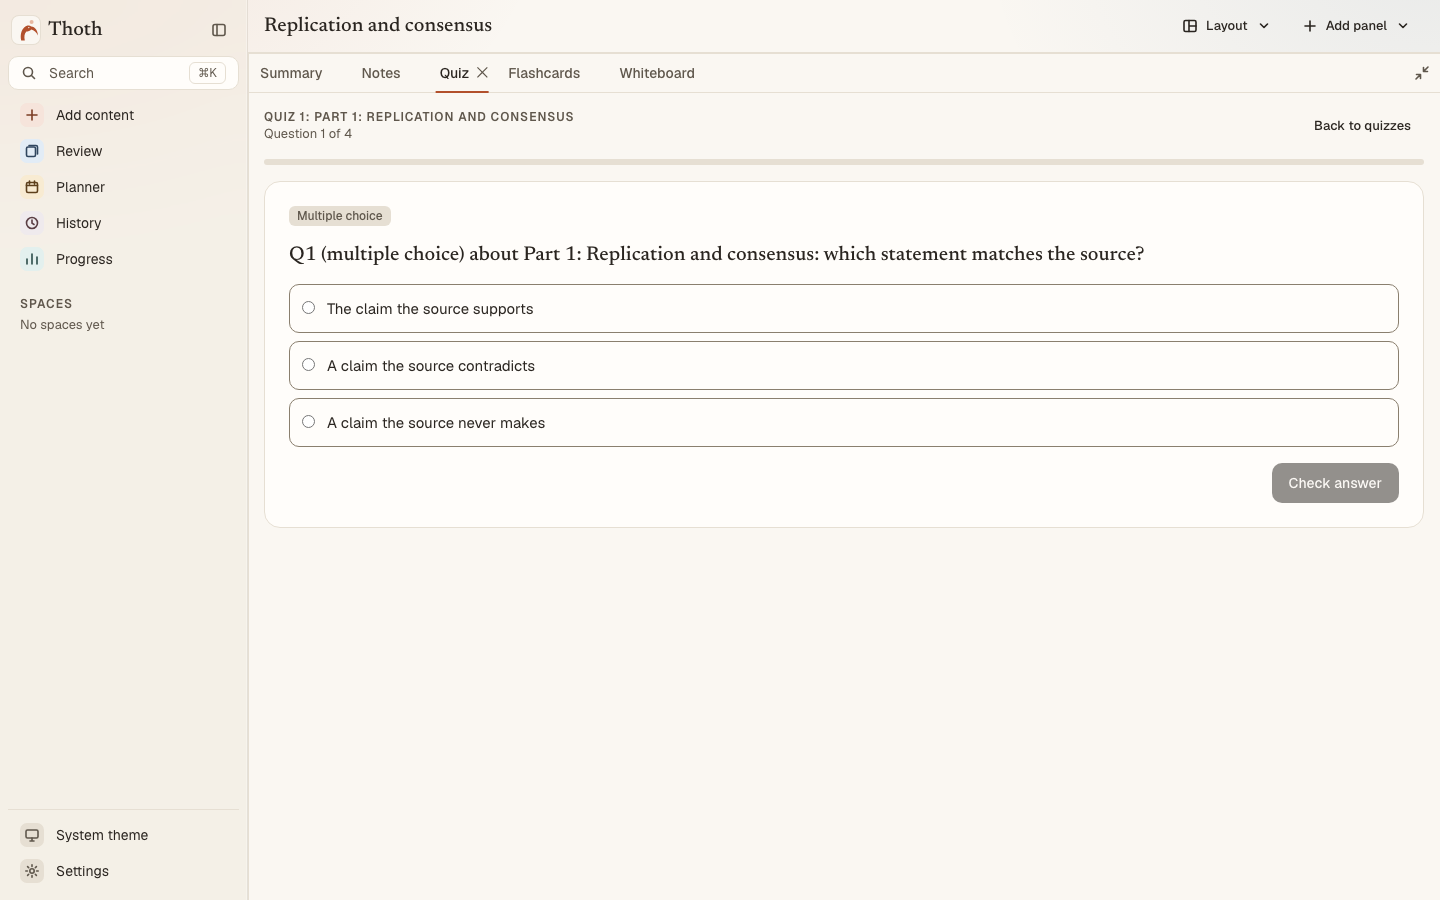 Thoth
Search
⌘K
Add content
Review
Planner
History
Progress
SPACES
No spaces yet
System theme
Settings
Replication and consensus
Layout
Add panel
Summary
Notes
Quiz
Flashcards
Whiteboard
QUIZ 1: PART 1: REPLICATION AND CONSENSUS
Question 1 of 4
Back to quizzes
Multiple choice
Q1 (multiple choice) about Part 1: Replication and consensus: which statement matches the source?
The claim the source supports
A claim the source contradicts
A claim the source never makes
Check answer